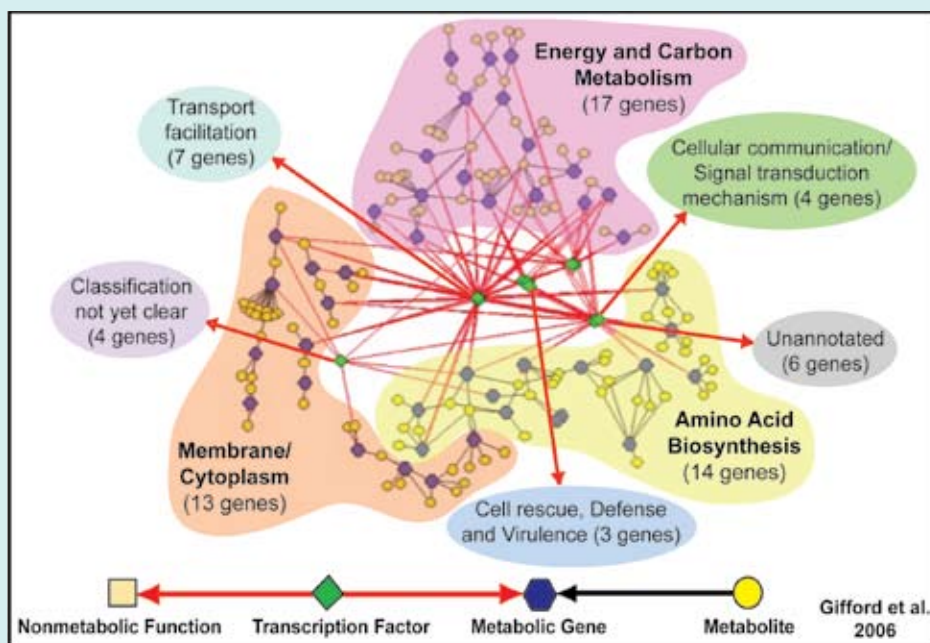 Energy and Carbon
Metabolism
(17 genes)
Transport
facilitation
(7 genes)
Cellular communication/
Signal transduction
mechanism (4 genes)
Classification
not yet clear
(4 genes)
Unannotated
(6 genes)
Membrane/
Cytoplasm
(13 genes)
Amino Acid
Biosynthesis
(14 genes)
Cell rescue, Defense
and Virulence (3 genes)
Nonmetabolic Function
Transcription Factor
Metabolic Gene
Metabolite
Gifford et al.
2006